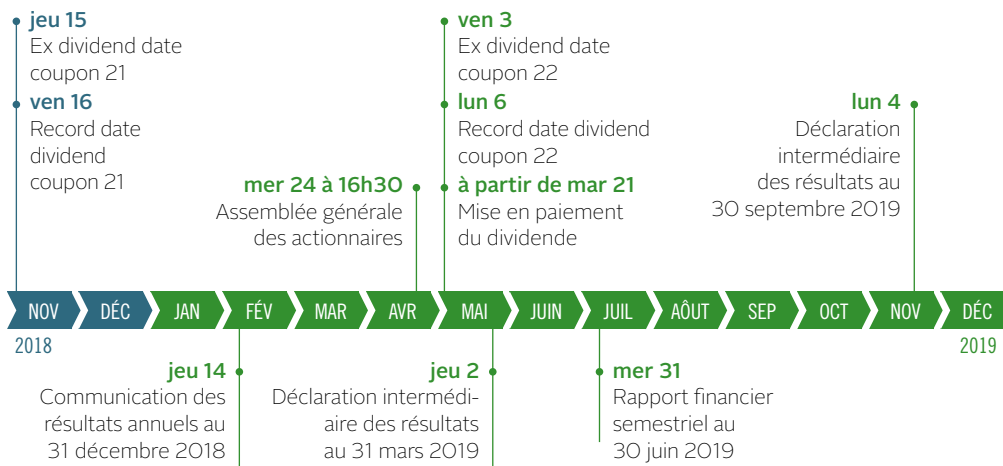 jeu 15
Ex dividend date
coupon 21
ven 16
Record date
dividend
coupon 21
mer 24 à 16h30
Assemblée générale
des actionnaires
ven 3
Ex dividend date
coupon 22
lun 6
Record date dividend
coupon 22
à partir de mar 21
Mise en paiement
du dividende
lun 4
Déclaration
intermédiaire
des résultats au
30 septembre 2019
NOV DÉC JAN FÉV MAR AVR MAI JUIN JUIL AÔUT SEP OCT NOV DÉC
2018 2019
jeu 14
Communication des
résultats annuels au
31 décembre 2018
jeu 2
Déclaration intermédi-
aire des résultats
au 31 mars 2019
mer 31
Rapport financier
semestriel au
30 juin 2019